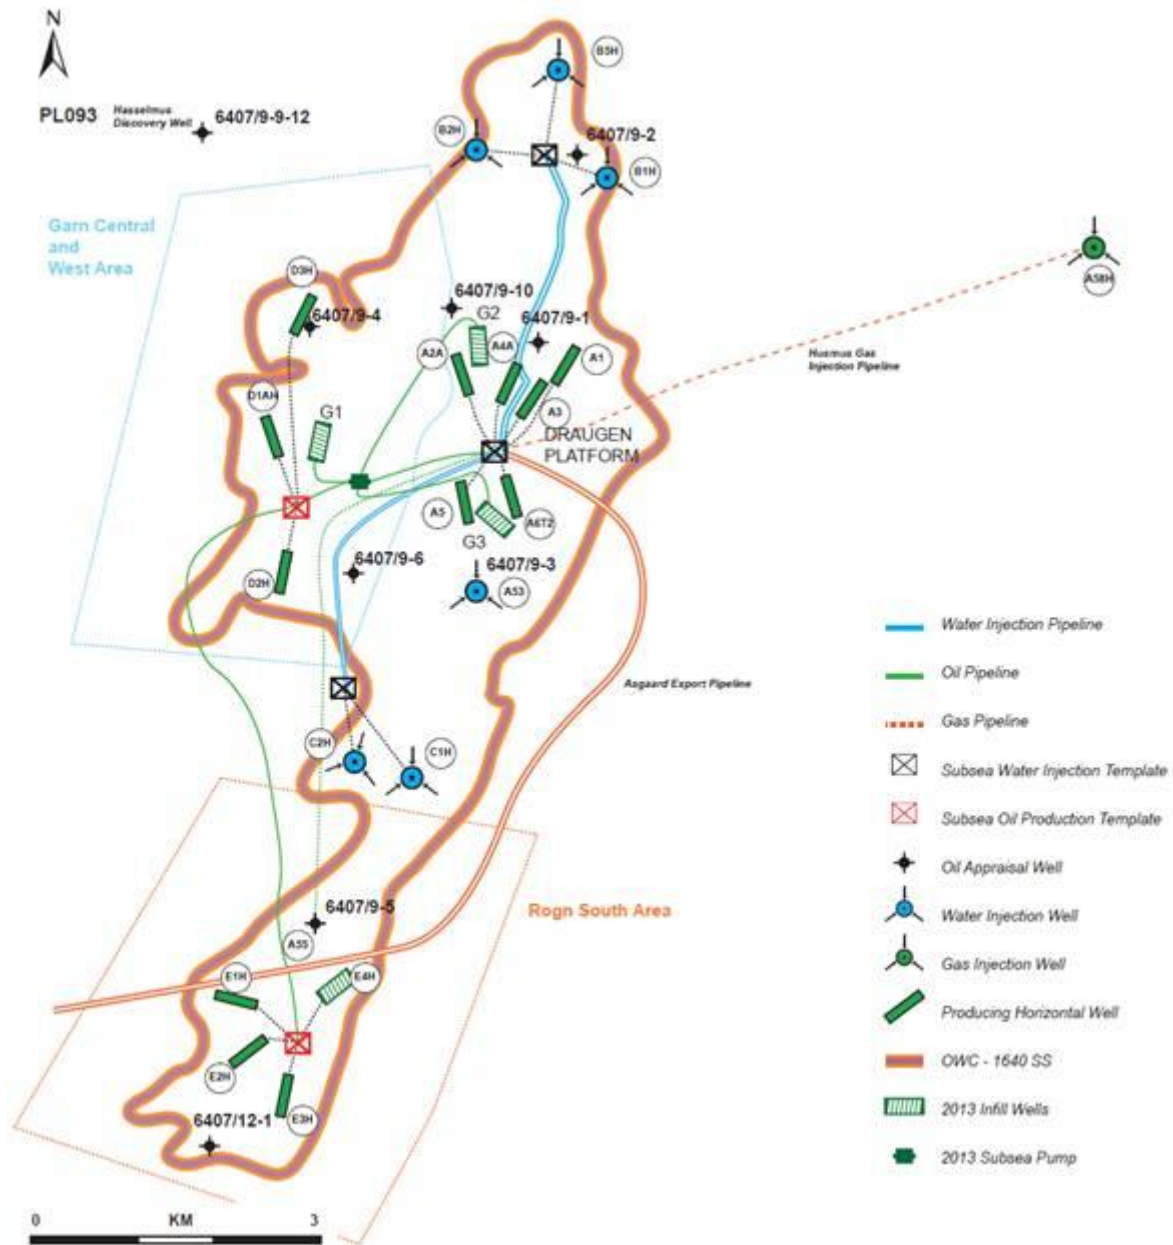 N
B5H
PL093
Hasselmus
Discovery Well
6407/9-9-12
B2H
6407/9-2
B1H
Garn Central
and
West Area
D3H
6407/9-4
6407/9-10
G2
6407/9-1
A58H
A2A
A4A
A1
Husmus Gas
Injection Pipeline
D1AH
G1
A3
DRAUGEN
PLATFORM
A5
A6T2
G3
6407/9-6
6407/9-3
D2H
A53
Asgaard Export Pipeline
C2H
C1H
6407/9-5
Rogn South Area
A55
E1H
E4H
E2H
E3H
6407/12-1
0
KM
3
Water Injection Pipeline
Oil Pipeline
Gas Pipeline
Subsea Water Injection Template
Subsea Oil Production Template
Oil Appraisal Well
Water Injection Well
Gas Injection Well
Producing Horizontal Well
OWC - 1640 SS
2013 Infill Wells
2013 Subsea Pump